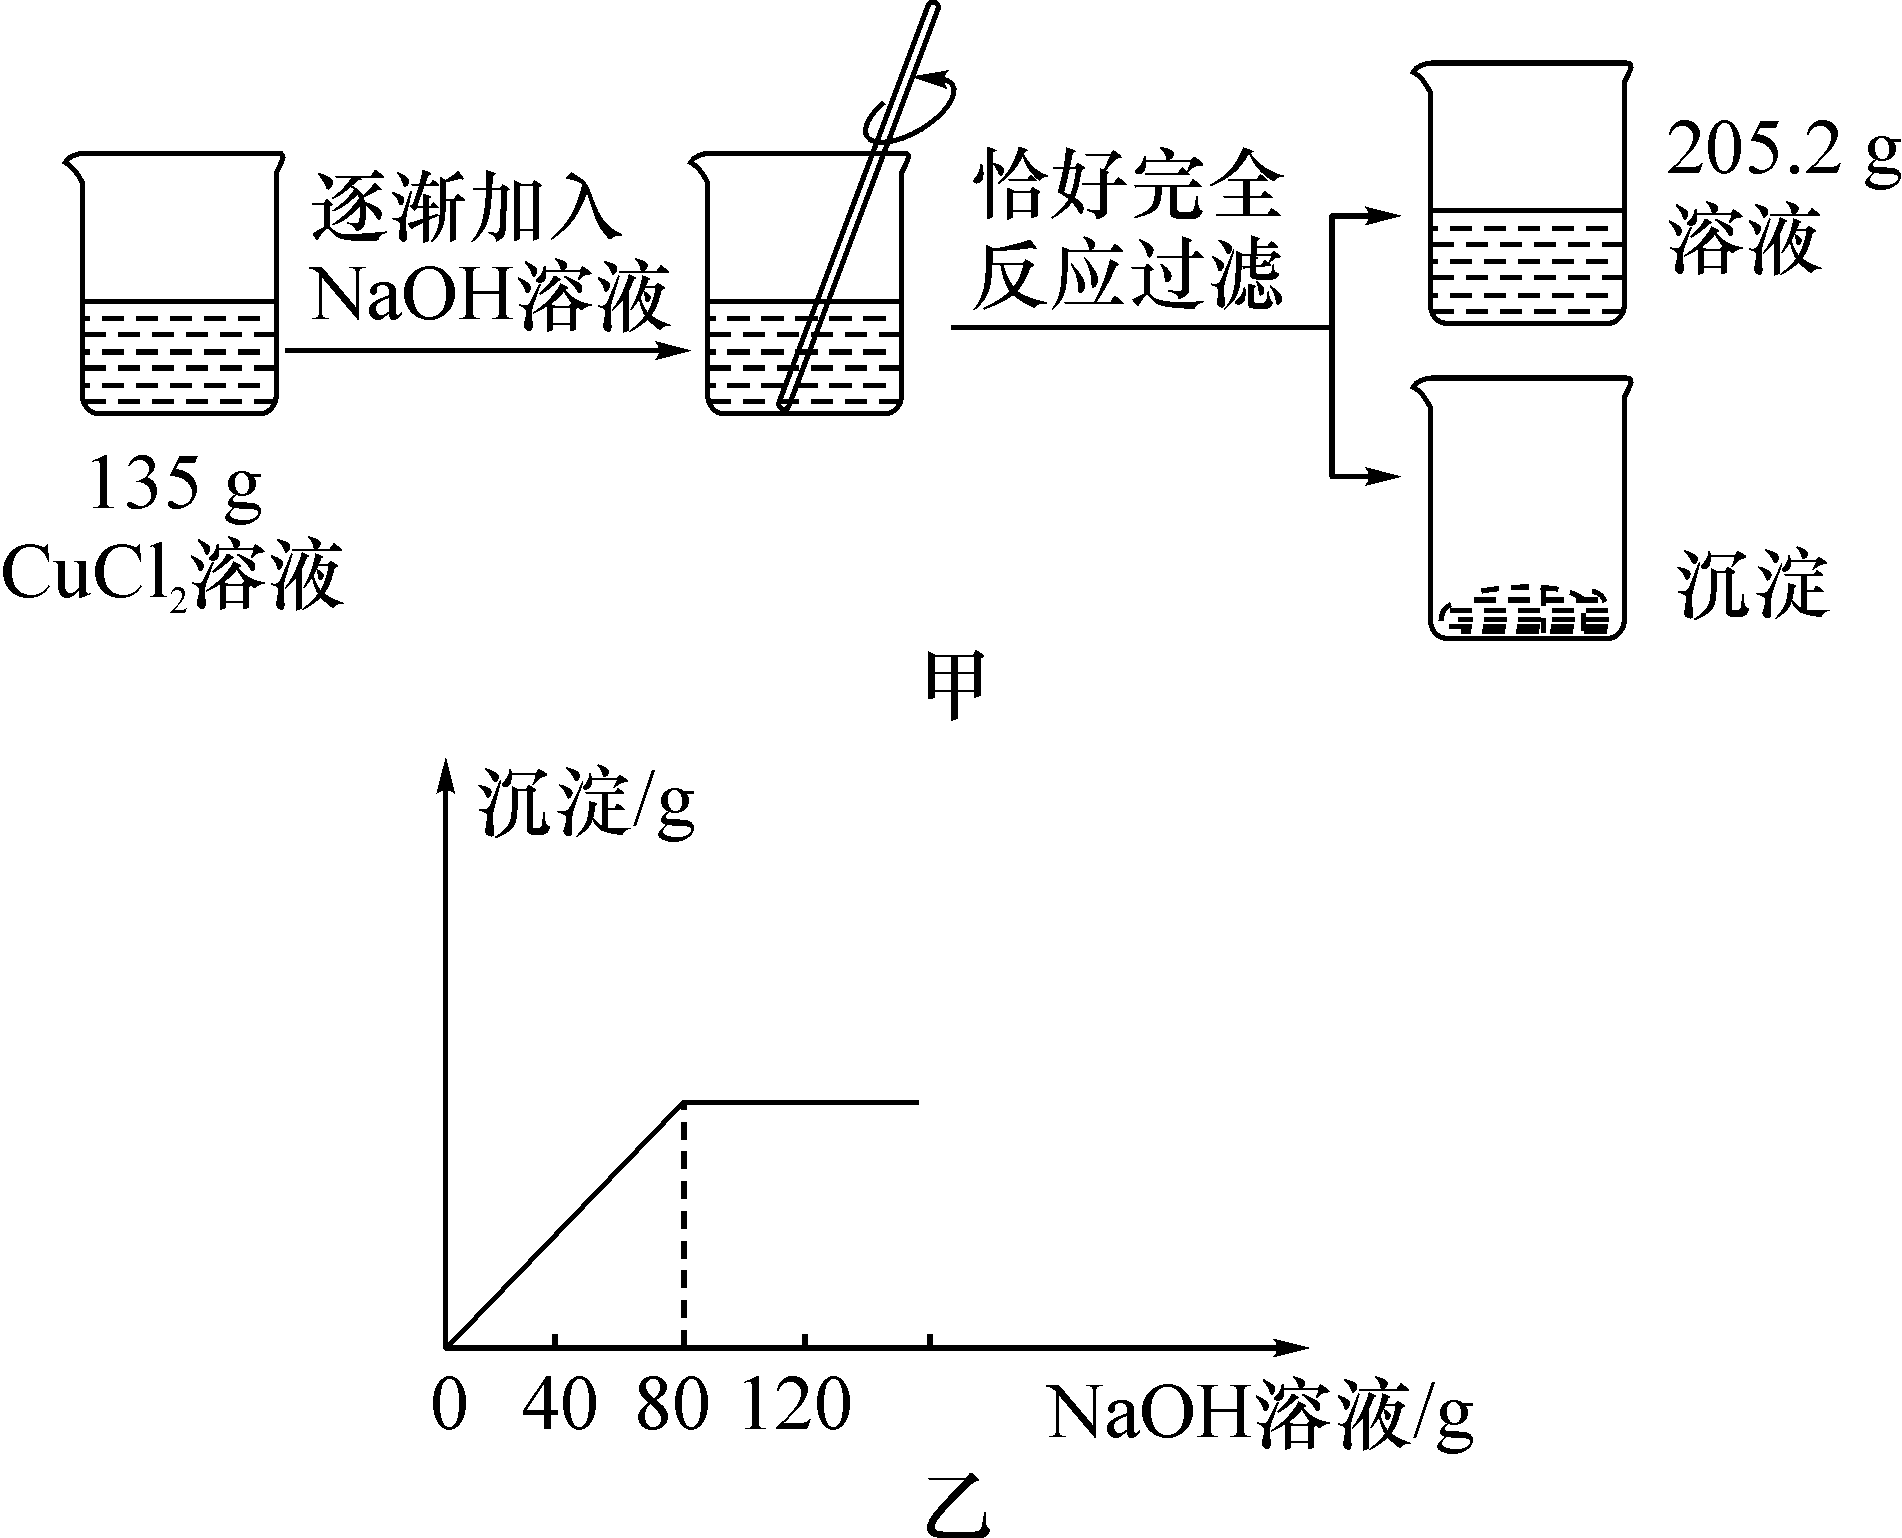 逐渐加入
NaOH溶液
恰好完全
反应过滤
205.2 g
溶液
135 g
CuCl₂溶液
沉淀
甲
沉淀/g
0 40 80 120
NaOH溶液/g
乙